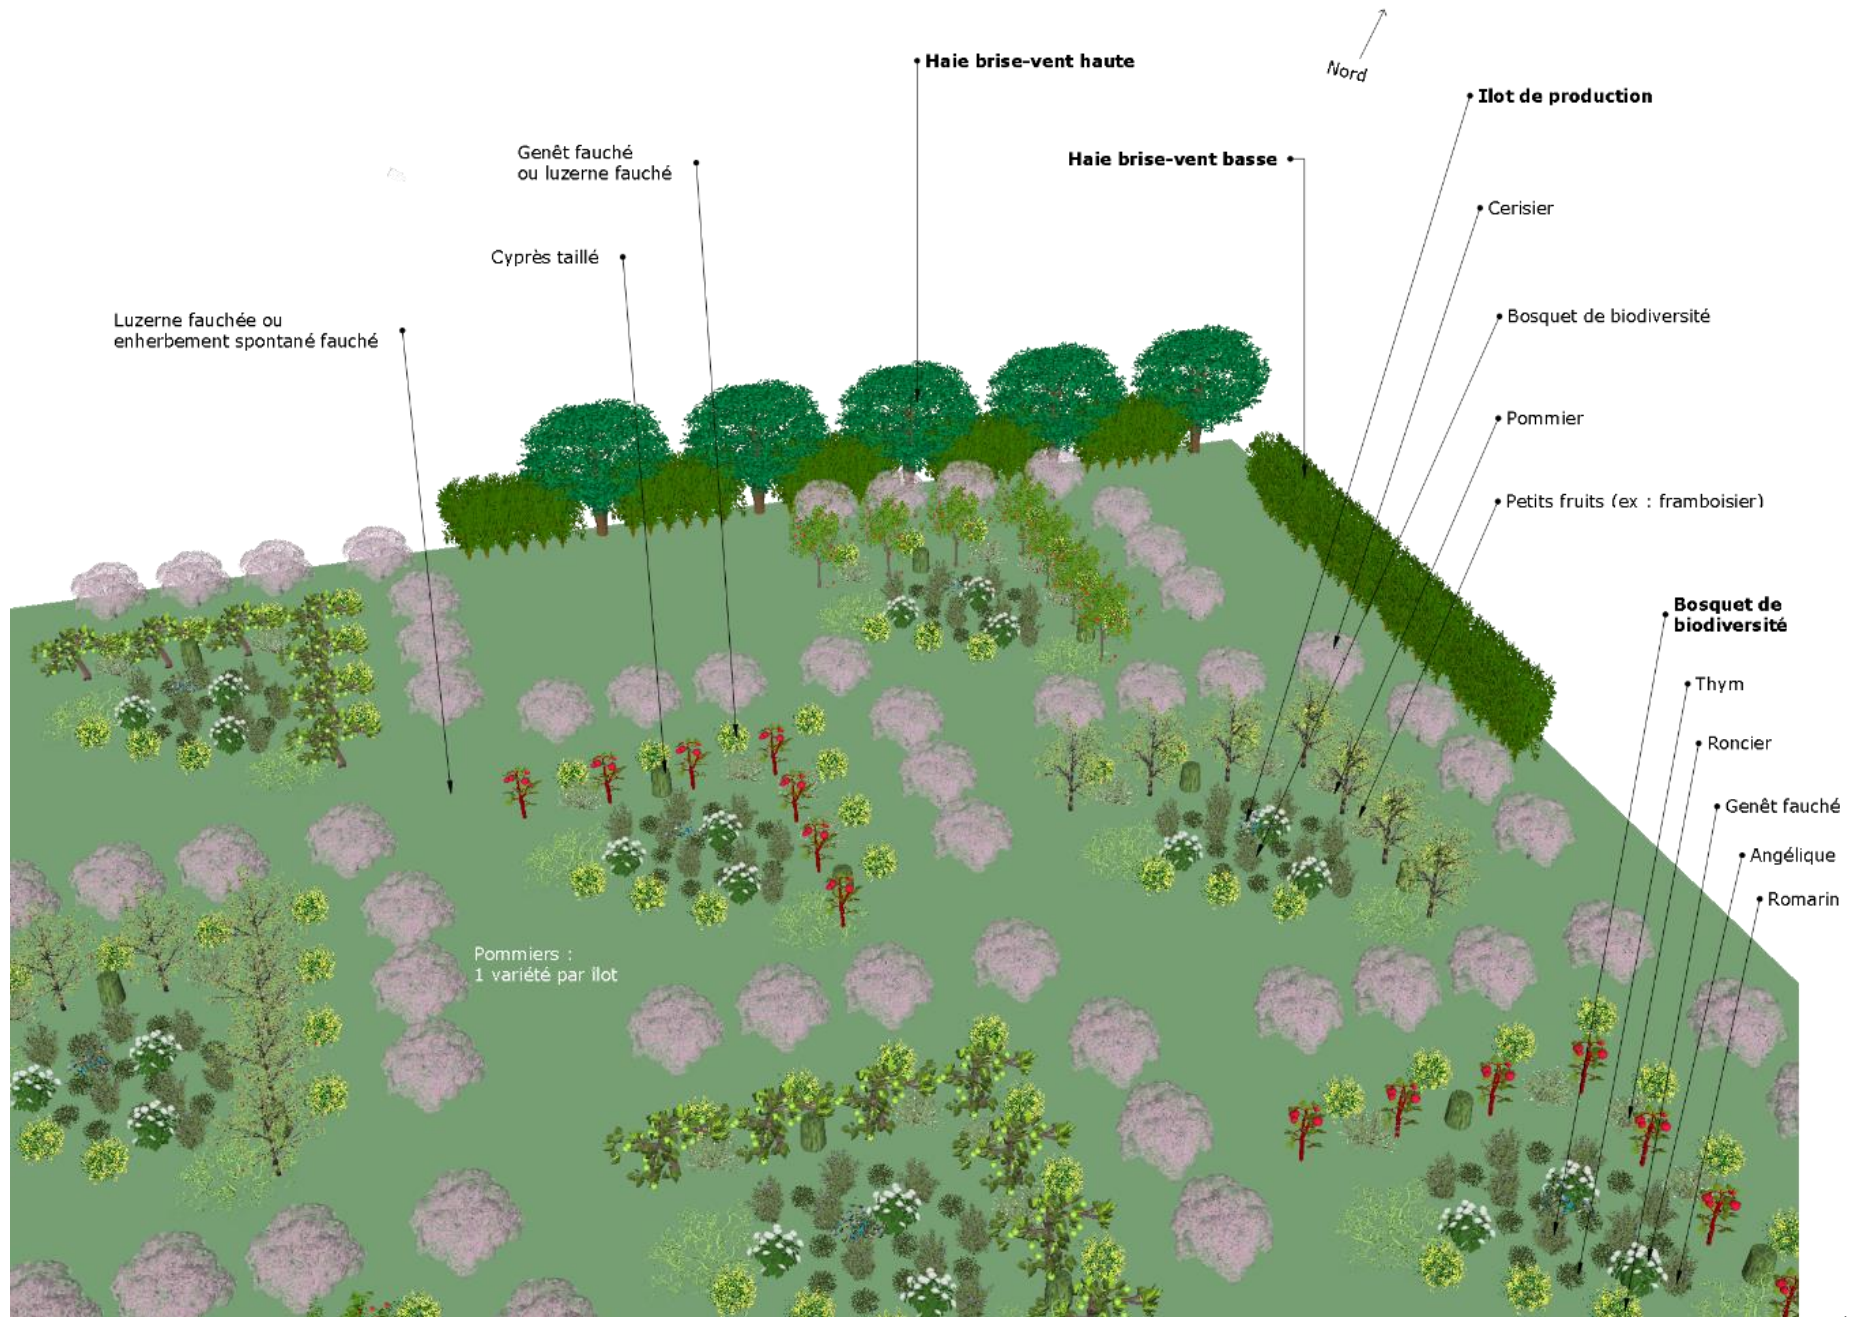 Nord
Haie brise-vent haute
Ilot de production
Genêt fauché
ou luzerne fauché
Haie brise-vent basse
Cerisier
Cyprès taillé
Luzerne fauchée ou
enherbement spontané fauché
Bosquet de biodiversité
Pommier
Petits fruits (ex : framboisier)
Bosquet de
biodiversité
Thym
Roncier
Genêt fauché
Angélique
Romarin
Pommiers :
1 variété par ilot